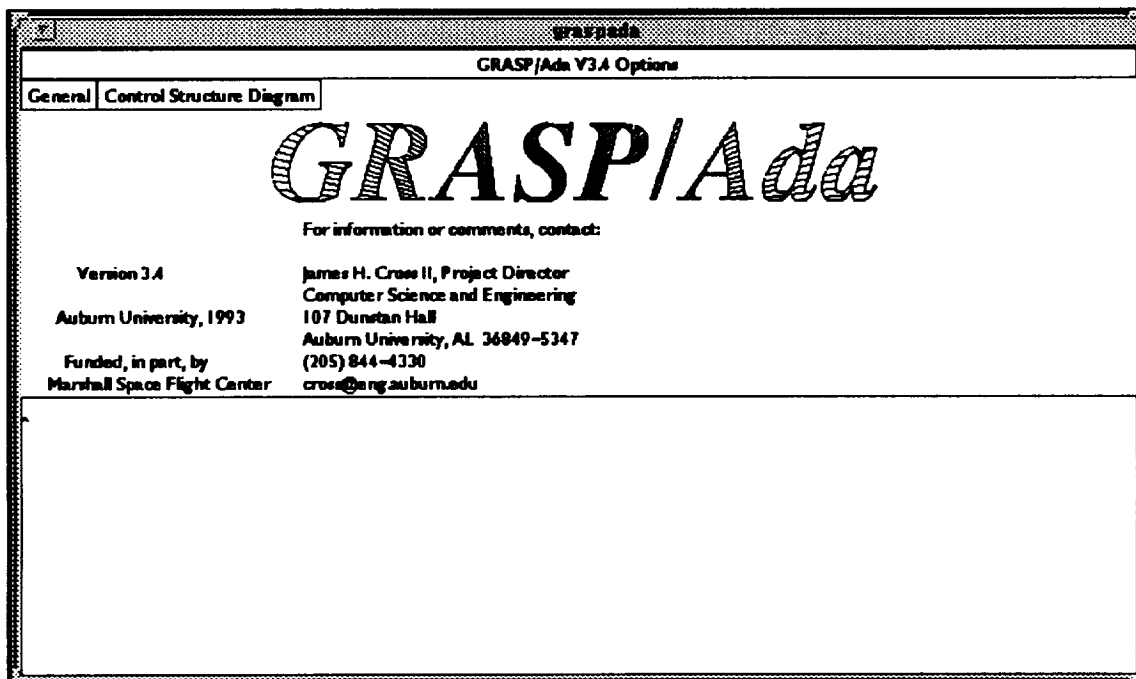 graspada
GRASP/Ada V3.4 Options
General Control Structure Diagram
GRASP/Ada
For information or comments, contact:
Version 3.4 James H. Cross II, Project Director
Computer Science and Engineering
Auburn University, 1993 107 Dunstan Hall
Auburn University, AL 36849-5347
Funded, in part, by (205) 844-4330
Marshall Space Flight Center cross@eng.auburn.edu